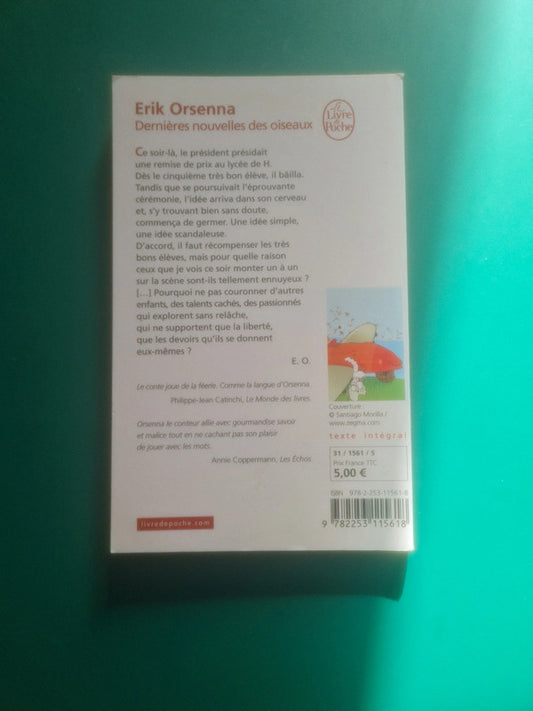 Erik Orsenna
Dernières nouvelles des oiseaux
Le
Livre
de
Poche
Ce soir-là, le président présidait
une remise de prix au lycée de H.
Dès le cinquième très bon élève, il bâilla.
Tandis que se poursuivait l'éprouvante
cérémonie, l'idée arriva dans son cerveau
et, s'y trouvant bien sans doute,
commença de germer. Une idée simple,
une idée scandaleuse.
D'accord, il faut récompenser les très
bons élèves, mais pour quelle raison
ceux que je vois ce soir monter un à un
sur la scène sont-ils tellement ennuyeux ?
[...] Pourquoi ne pas couronner d'autres
enfants, des talents cachés, des passionnés
qui explorent sans relâche,
qui ne supportent que la liberté,
que les devoirs qu'ils se donnent
eux-mêmes ?
E. O.
Le conte joue de la féerie. Comme la langue d'Orsenna.
Philippe-Jean Catinchi, Le Monde des livres.
Orsenna le conteur allie avec gourmandise savoir
et malice tout en ne cachant pas son plaisir
de jouer avec les mots.
Annie Coppermann, Les Échos.
livredepoche.com
Couverture :
© Santiago Morilla /
www.zegma.com
texte intégral
31 / 1561 / 5
Prix France TTC
5,00 €
ISBN : 978-2-253-11561-8
9 782253 115618